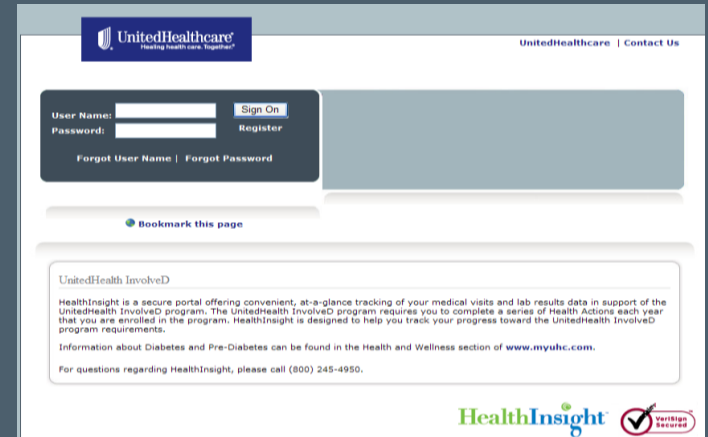 UnitedHealthcare®
Healing health care. Together.®
UnitedHealthcare | Contact Us
User Name:
Sign On
Password:
Register
Forgot User Name | Forgot Password
Bookmark this page
UnitedHealth InvolveD
HealthInsight is a secure portal offering convenient, at-a-glance tracking of your medical visits and lab results data in support of the
UnitedHealth InvolveD program. The UnitedHealth InvolveD program requires you to complete a series of Health Actions each year
that you are enrolled in the program. HealthInsight is designed to help you track your progress toward the UnitedHealth InvolveD
program requirements.
Information about Diabetes and Pre-Diabetes can be found in the Health and Wellness section of www.myuhc.com.
For questions regarding HealthInsight, please call (800) 245-4950.
HealthInsight
VeriSign
Secured